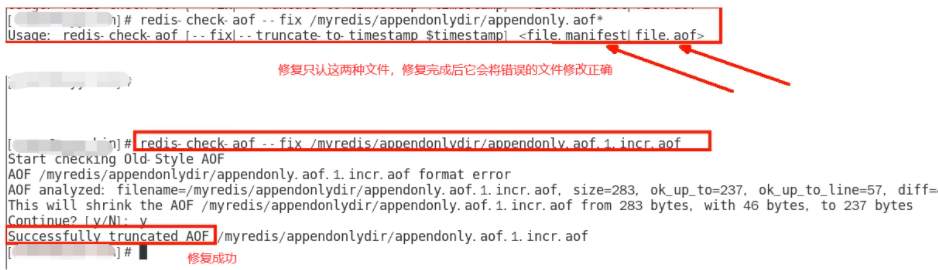 n]# redis-check-aof --fix /myredis/appendonlydir/appendonly.aof*
Usage: redis-check-aof [--fix|--truncate-to-timestamp $timestamp] <file.manifest|file.aof>
修复只认这两种文件，修复完成后它会将错误的文件修改正确
in]# redis-check-aof --fix /myredis/appendonlydir/appendonly.aof.1.incr.aof
Start checking Old-Style AOF
AOF /myredis/appendonlydir/appendonly.aof.1.incr.aof format error
AOF analyzed: filename=/myredis/appendonlydir/appendonly.aof.1.incr.aof, size=283, ok_up_to=237, ok_up_to_line=57, diff=
This will shrink the AOF /myredis/appendonlydir/appendonly.aof.1.incr.aof from 283 bytes, with 46 bytes, to 237 bytes
Continue? [y/N]: y
Successfully truncated AOF /myredis/appendonlydir/appendonly.aof.1.incr.aof
]#
修复成功